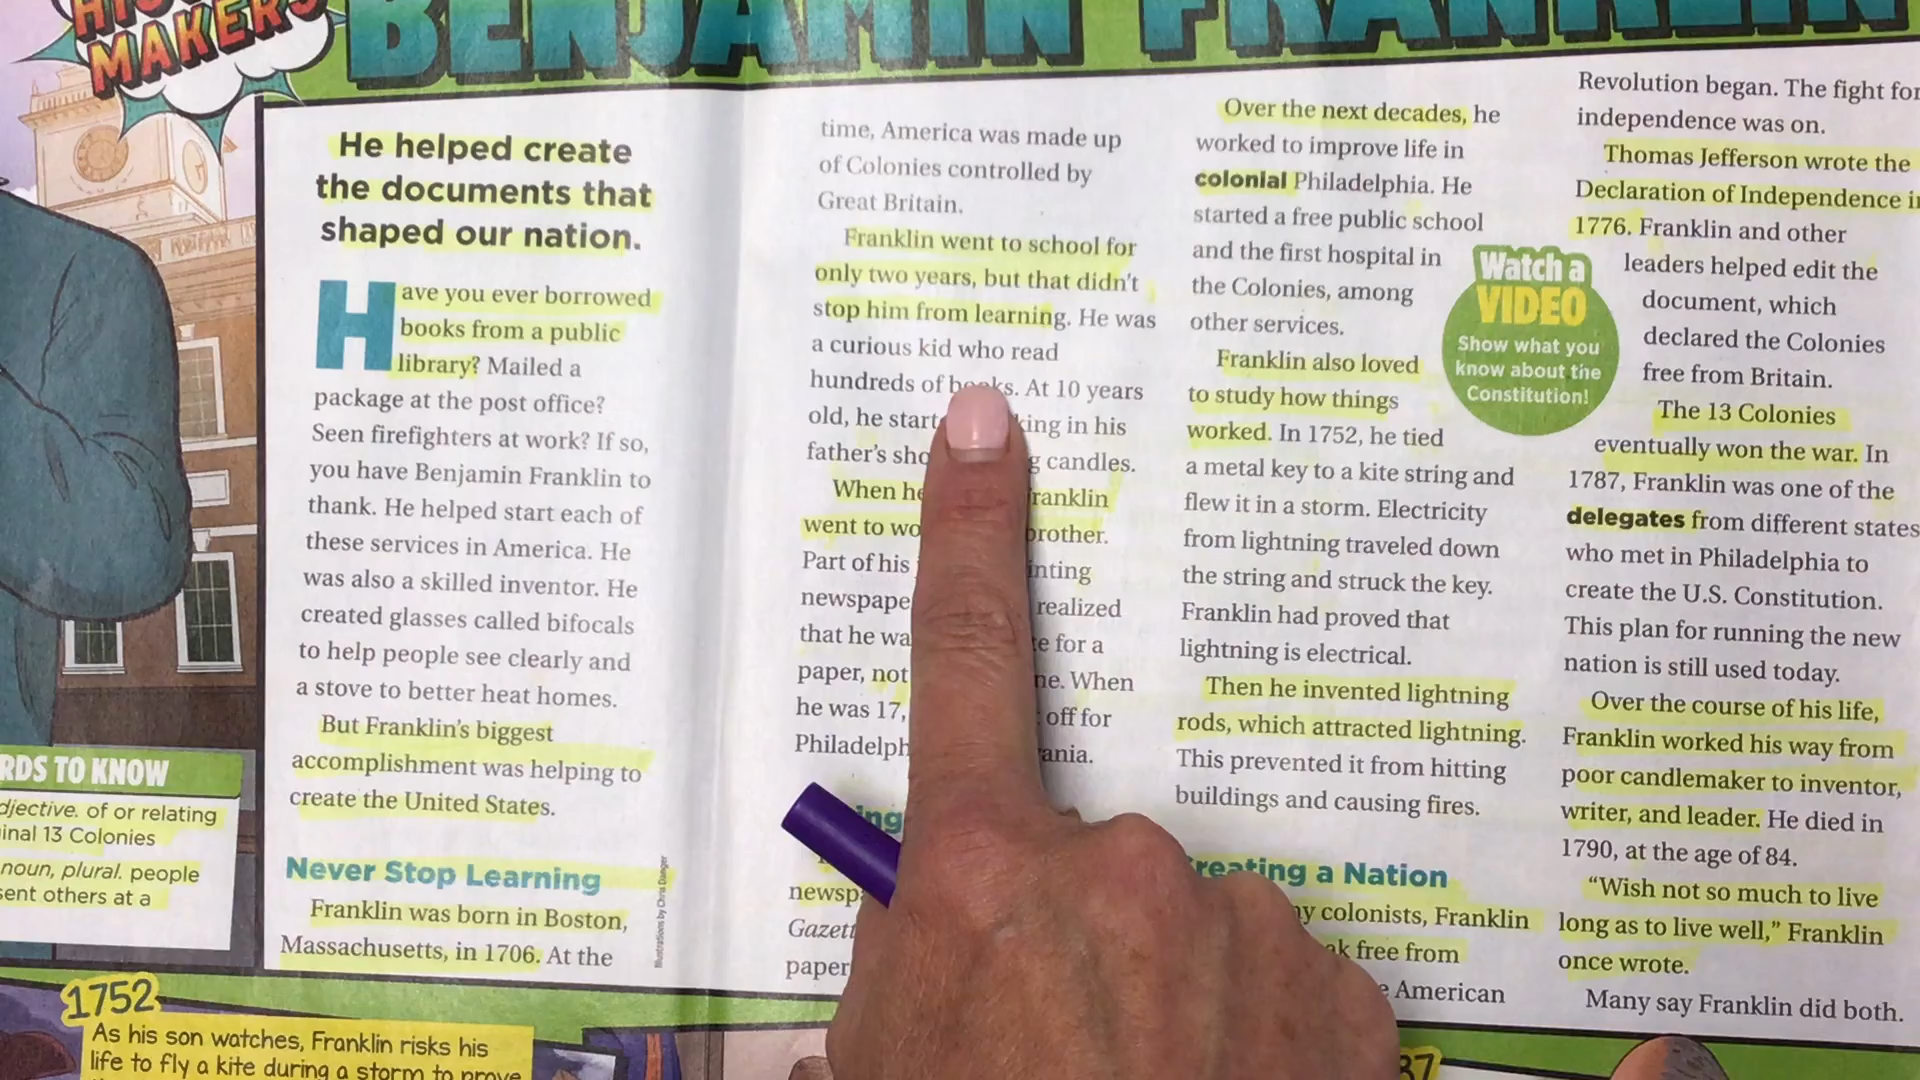 HIS
MAKERS
BENJAMIN FRANKLIN
He helped create
the documents that
shaped our nation.
Have you ever borrowed
books from a public
library? Mailed a
package at the post office?
Seen firefighters at work? If so,
you have Benjamin Franklin to
thank. He helped start each of
these services in America. He
was also a skilled inventor. He
created glasses called bifocals
to help people see clearly and
a stove to better heat homes.
But Franklin's biggest
accomplishment was helping to
create the United States.
Never Stop Learning
Franklin was born in Boston,
Massachusetts, in 1706. At the
Illustrations by Chris Danger
time, America was made up
of Colonies controlled by
Great Britain.
Franklin went to school for
only two years, but that didn't
stop him from learning. He was
a curious kid who read
hundreds of books. At 10 years
old, he start king in his
father's sho g candles.
When he ranklin
went to wo brother.
Part of his inting
newspape realized
that he wa te for a
paper, not ne. When
he was 17, off for
Philadelph ania.
ing
newsp
Gazett
paper
Over the next decades, he
worked to improve life in
colonial Philadelphia. He
started a free public school
and the first hospital in
the Colonies, among
other services.
Franklin also loved
to study how things
worked. In 1752, he tied
a metal key to a kite string and
flew it in a storm. Electricity
from lightning traveled down
the string and struck the key.
Franklin had proved that
lightning is electrical.
Then he invented lightning
rods, which attracted lightning.
This prevented it from hitting
buildings and causing fires.
reating a Nation
ny colonists, Franklin
ak free from
e American
Watch a
VIDEO
Show what you
know about the
Constitution!
Revolution began. The fight for
independence was on.
Thomas Jefferson wrote the
Declaration of Independence in
1776. Franklin and other
leaders helped edit the
document, which
declared the Colonies
free from Britain.
The 13 Colonies
eventually won the war. In
1787, Franklin was one of the
delegates from different states
who met in Philadelphia to
create the U.S. Constitution.
This plan for running the new
nation is still used today.
Over the course of his life,
Franklin worked his way from
poor candlemaker to inventor,
writer, and leader. He died in
1790, at the age of 84.
"Wish not so much to live
long as to live well," Franklin
once wrote.
Many say Franklin did both.
RDS TO KNOW
djective. of or relating
inal 13 Colonies
noun, plural. people
sent others at a
1752
As his son watches, Franklin risks his
life to fly a kite during a storm to prove
87